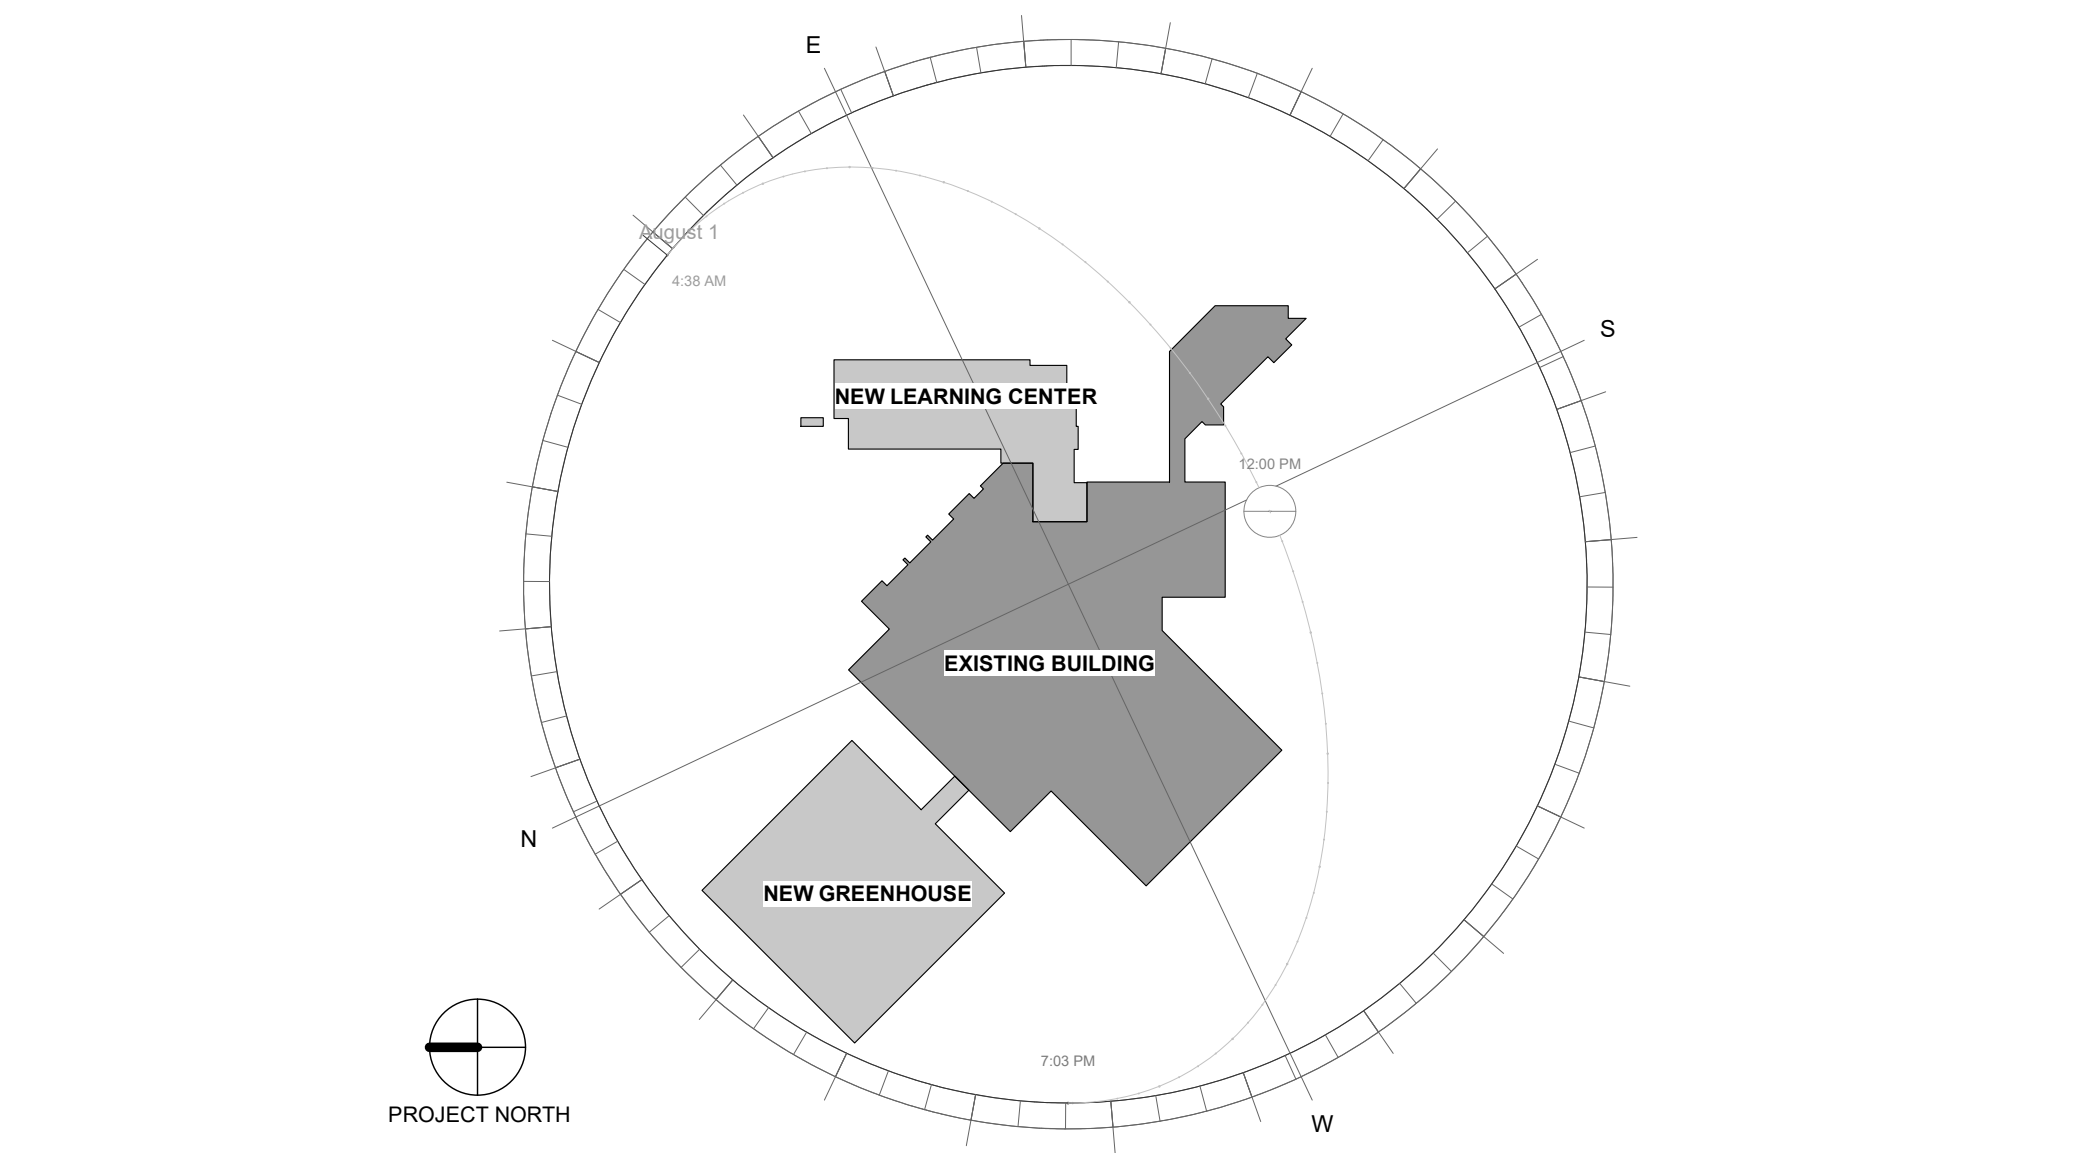 E
August 1
4:38 AM
S
NEW LEARNING CENTER
12:00 PM
EXISTING BUILDING
N
NEW GREENHOUSE
7:03 PM
PROJECT NORTH
W